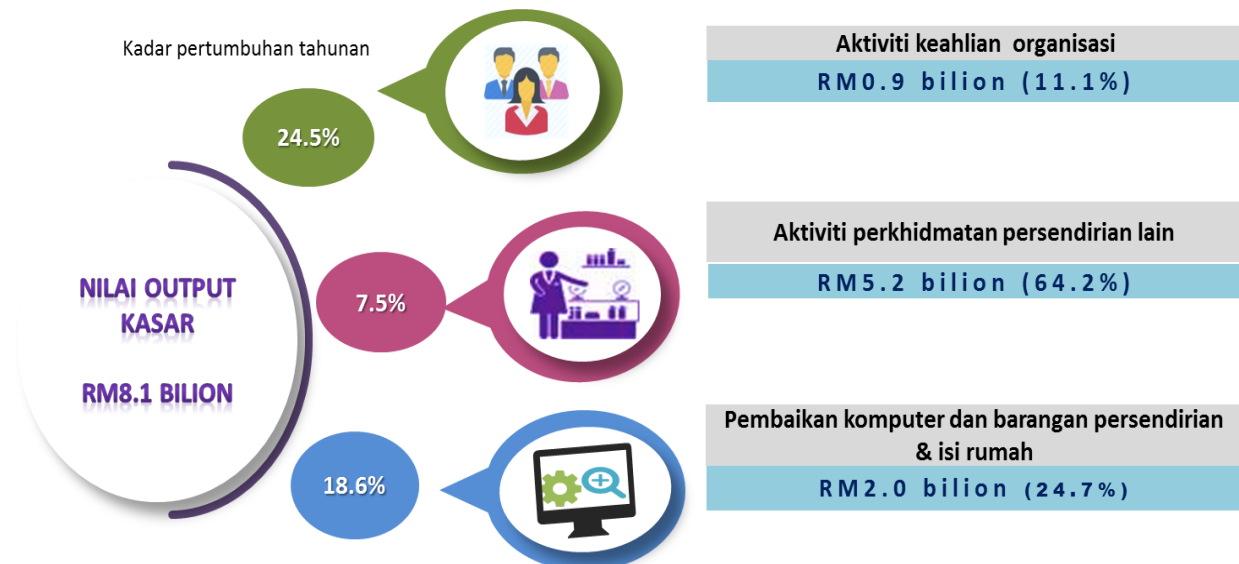 Kadar pertumbuhan tahunan
24.5%
Aktiviti keahlian organisasi
RM0.9 bilion (11.1%)
NILAI OUTPUT
KASAR
RM8.1 BILION
7.5%
Aktiviti perkhidmatan persendirian lain
RM5.2 bilion (64.2%)
18.6%
Pembaikan komputer dan barangan persendirian
& isi rumah
RM2.0 bilion (24.7%)